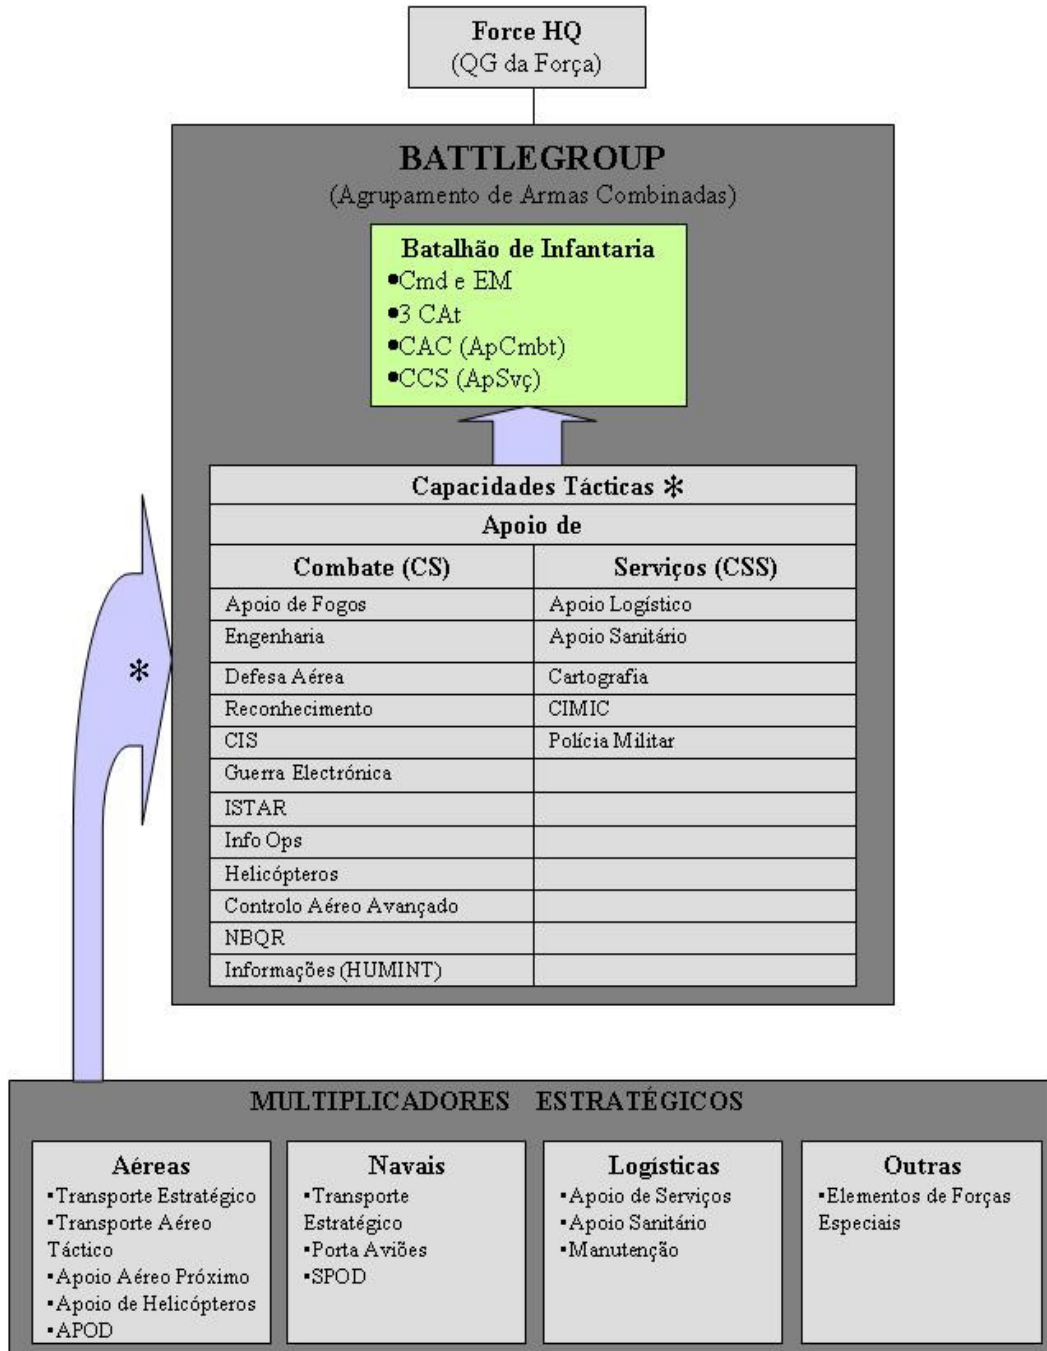 Force HQ
(QG da Força)
BATTLEGROUP
(Agrupamento de Armas Combinadas)
Batalhão de Infantaria
•Cmd e EM
•3 CAt
•CAC (ApCmbt)
•CCS (ApSvç)
Capacidades Tácticas *
Apoio de
Combate (CS)
Serviços (CSS)
Apoio de Fogos
Apoio Logístico
Engenharia
Apoio Sanitário
Defesa Aérea
Cartografia
Reconhecimento
CIMIC
CIS
Polícia Militar
Guerra Electrónica
ISTAR
Info Ops
Helicópteros
Controlo Aéreo Avançado
NBQR
Informações (HUMINT)
*
MULTIPLICADORES ESTRATÉGICOS
Aéreas
▪Transporte Estratégico
▪Transporte Aéreo
Táctico
▪Apoio Aéreo Próximo
▪Apoio de Helicópteros
▪APOD
Navais
▪Transporte
Estratégico
▪Porta Aviões
▪SPOD
Logísticas
▪Apoio de Serviços
▪Apoio Sanitário
▪Manutenção
Outras
▪Elementos de Forças
Especiais